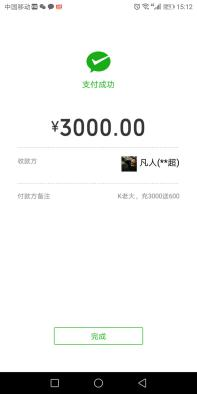 中国移动 15:12
支付成功
¥3000.00
收款方 凡人(**超)
付款方备注 K老大，充3000送600
完成